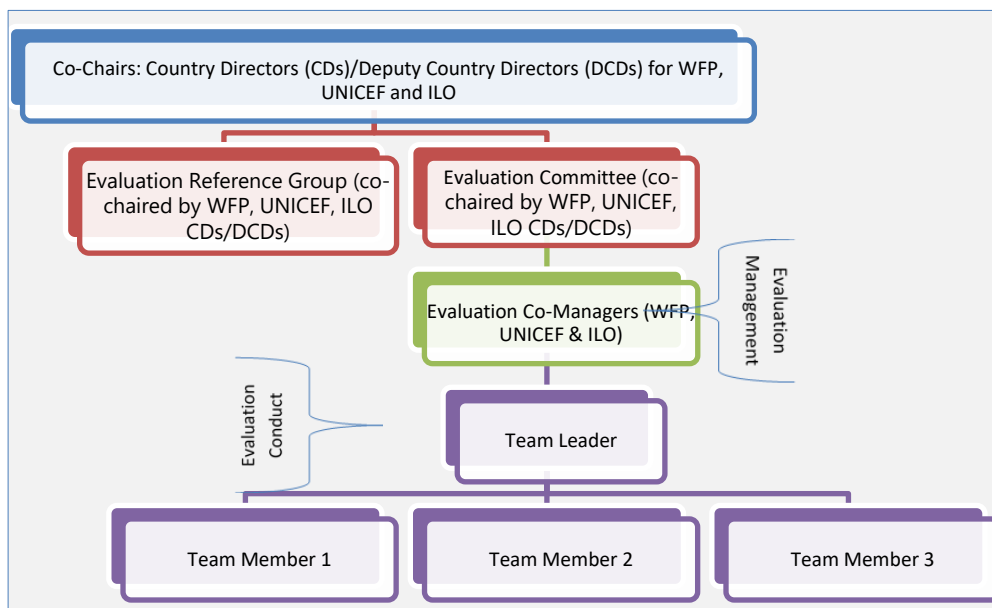 Co-Chairs: Country Directors (CDs)/Deputy Country Directors (DCDs) for WFP,
UNICEF and ILO
Evaluation Reference Group (co-
chaired by WFP, UNICEF, ILO
CDs/DCDs)
Evaluation Committee (co-
chaired by WFP, UNICEF,
ILO CDs/DCDs)
Evaluation
Management
Evaluation Co-Managers (WFP,
UNICEF & ILO)
Evaluation
Conduct
Team Leader
Team Member 1
Team Member 2
Team Member 3